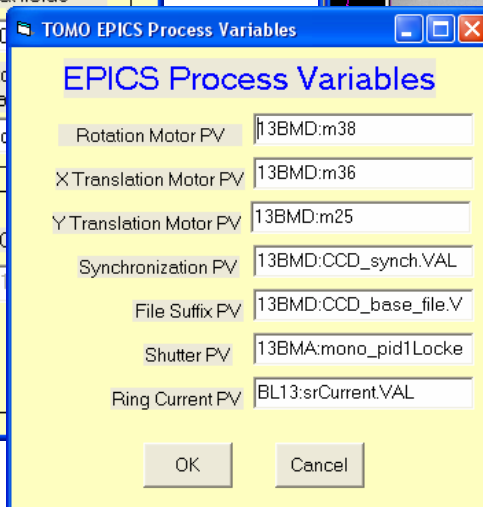 TOMO EPICS Process Variables
EPICS Process Variables
Rotation Motor PV 13BMD:m38
X Translation Motor PV 13BMD:m36
Y Translation Motor PV 13BMD:m25
Synchronization PV 13BMD:CCD_synch.VAL
File Suffix PV 13BMD:CCD_base_file.V
Shutter PV 13BMA:mono_pid1Locke
Ring Current PV BL13:srCurrent.VAL
OK Cancel